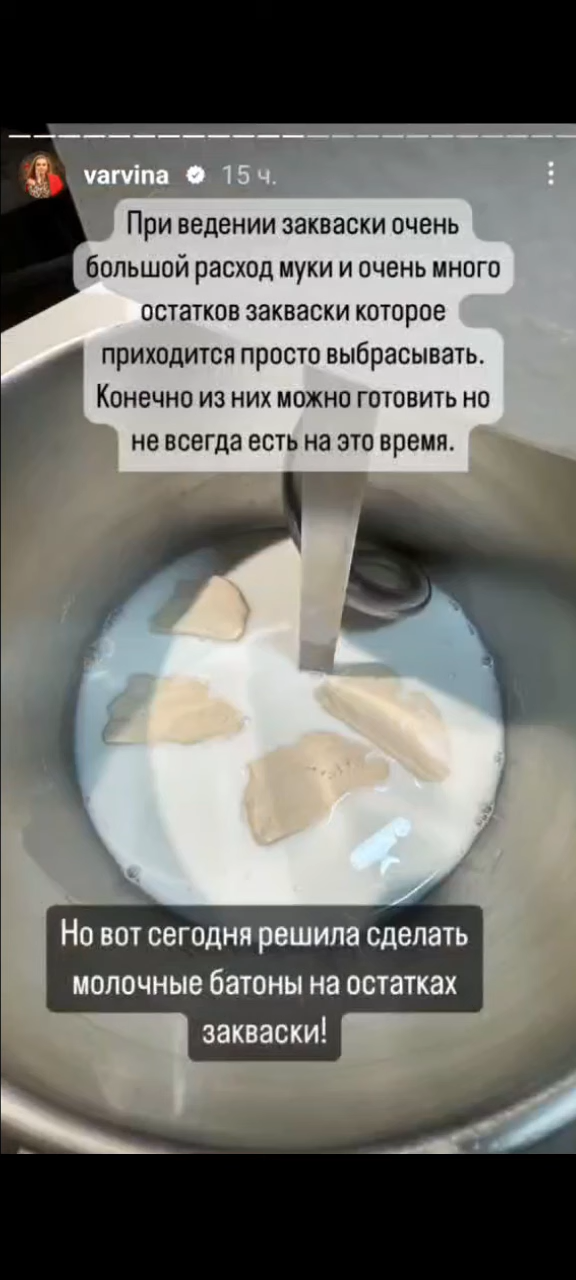 varvina 15 ч.
При ведении закваски очень
большой расход муки и очень много
остатков закваски которое
приходится просто выбрасывать.
Конечно из них можно готовить но
не всегда есть на это время.
Но вот сегодня решила сделать
молочные батоны на остатках
закваски!